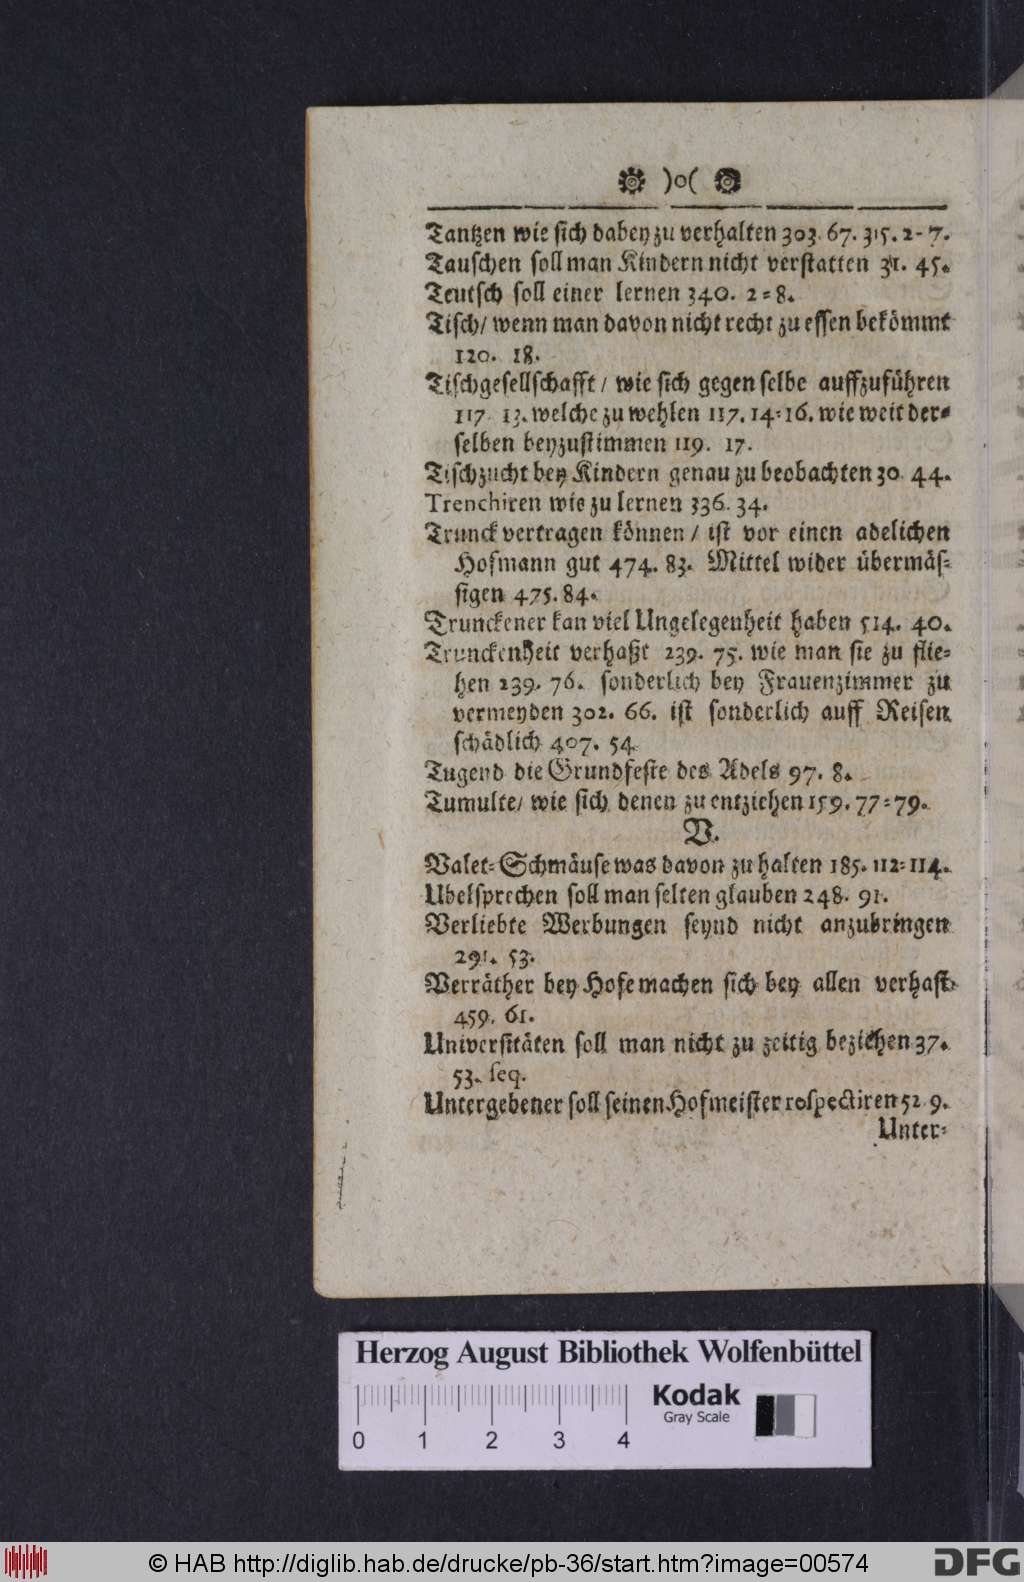 )o(
Tantzen wie sich dabey zu verhalten 303. 67. 315. 2-7.
Tauschen soll man Kindern nicht verstatten 31. 45.
Teutsch soll einer lernen 340. 2=8.
Tisch/ wenn man davon nicht recht zu essen bekömmt
120. 18.
Tischgesellschafft/ wie sich gegen selbe auffzuführen
117. 13. welche zu wehlen 117. 14=16. wie weit der=
selben beyzustimmen 119. 17.
Tischzucht bey Kindern genau zu beobachten 30. 44.
Trenchiren wie zu lernen 336. 34.
Trunck vertragen können/ ist vor einen adelichen
Hofmann gut 474. 83. Mittel wider übermäs=
sigen 475. 84.
Trunckener kan viel Ungelegenheit haben 514. 40.
Trunckenheit verhaßt 239. 75. wie man sie zu flie=
hen 239. 76. sonderlich bey Frauenzimmer zu
vermeyden 302. 66. ist sonderlich auff Reisen
schädlich 407. 54
Tugend die Grundfeste des Adels 97. 8.
Tumulte/ wie sich denen zu entziehen 159. 77=79.
V.
Valet=Schmäuse was davon zu halten 185. 112=114.
Ubelsprechen soll man selten glauben 248. 91.
Verliebte Werbungen seynd nicht anzubringen
291. 53.
Verräther bey Hofe machen sich bey allen verhast
459. 61.
Universitäten soll man nicht zu zeitig beziehen 37.
53. seq.
Untergebener soll seinen Hofmeister respectiren 52 9.
Unter=
Herzog August Bibliothek Wolfenbüttel
Kodak
Gray Scale
0 1 2 3 4
© HAB http://diglib.hab.de/drucke/pb-36/start.htm?image=00574
DFG